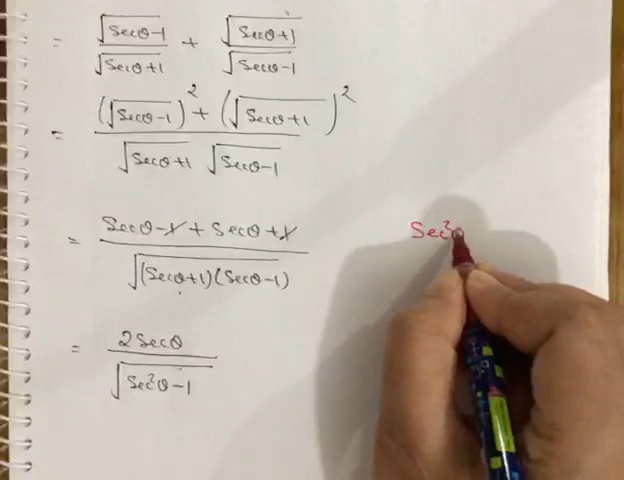 = √secθ-1 / √secθ+1 + √secθ+1 / √secθ-1
= (√secθ-1)² + (√secθ+1)² / √secθ+1 √secθ-1
= secθ-1 + secθ+1 / √(secθ+1)(secθ-1)
Sec²θ
= 2secθ / √sec²θ-1